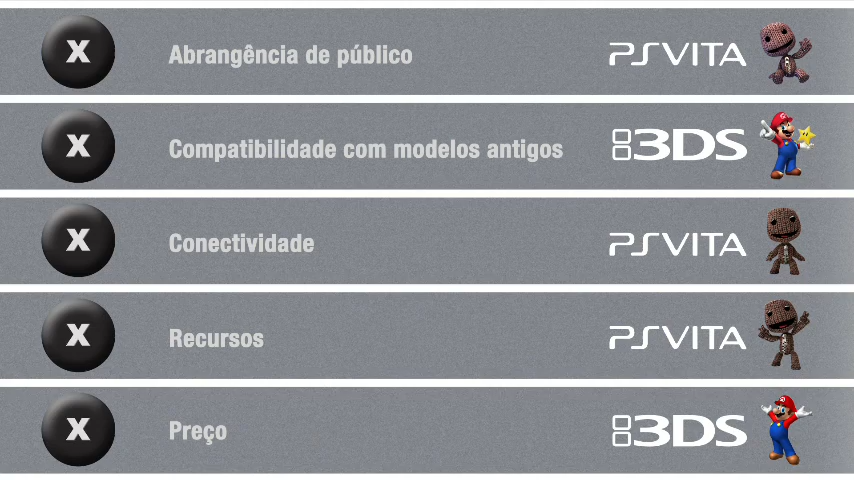 X Abrangência de público PSVITA
X Compatibilidade com modelos antigos 3DS
X Conectividade PSVITA
X Recursos PSVITA
X Preço 3DS